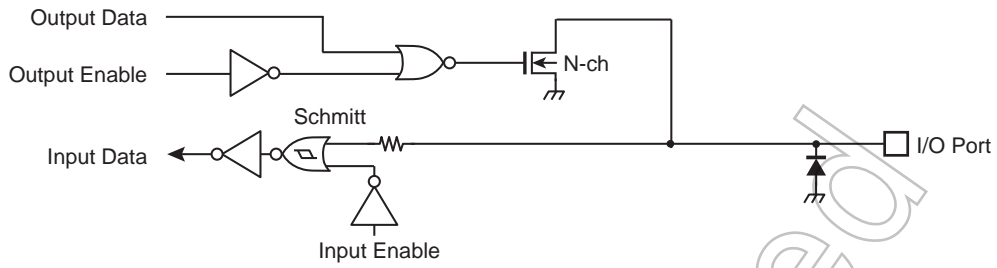 Output Data
Output Enable
N-ch
Schmitt
Input Data
I/O Port
Input Enable